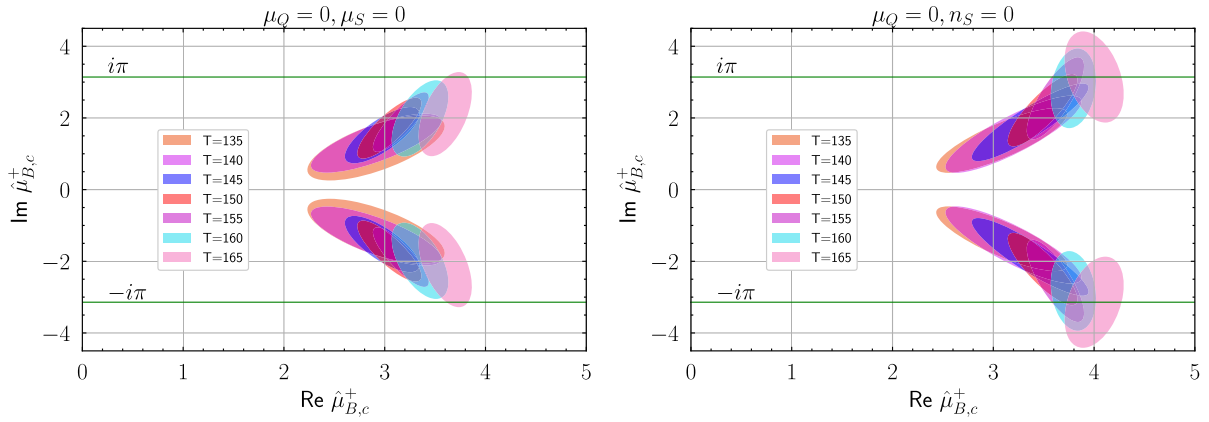 μ_Q = 0, μ_S = 0
Im μ̂⁺_{B,c}
4
2
0
−2
−4
iπ
−iπ
T=135
T=140
T=145
T=150
T=155
T=160
T=165
0 1 2 3 4 5
Re μ̂⁺_{B,c}
μ_Q = 0, n_S = 0
Im μ̂⁺_{B,c}
4
2
0
−2
−4
iπ
−iπ
T=135
T=140
T=145
T=150
T=155
T=160
T=165
0 1 2 3 4 5
Re μ̂⁺_{B,c}